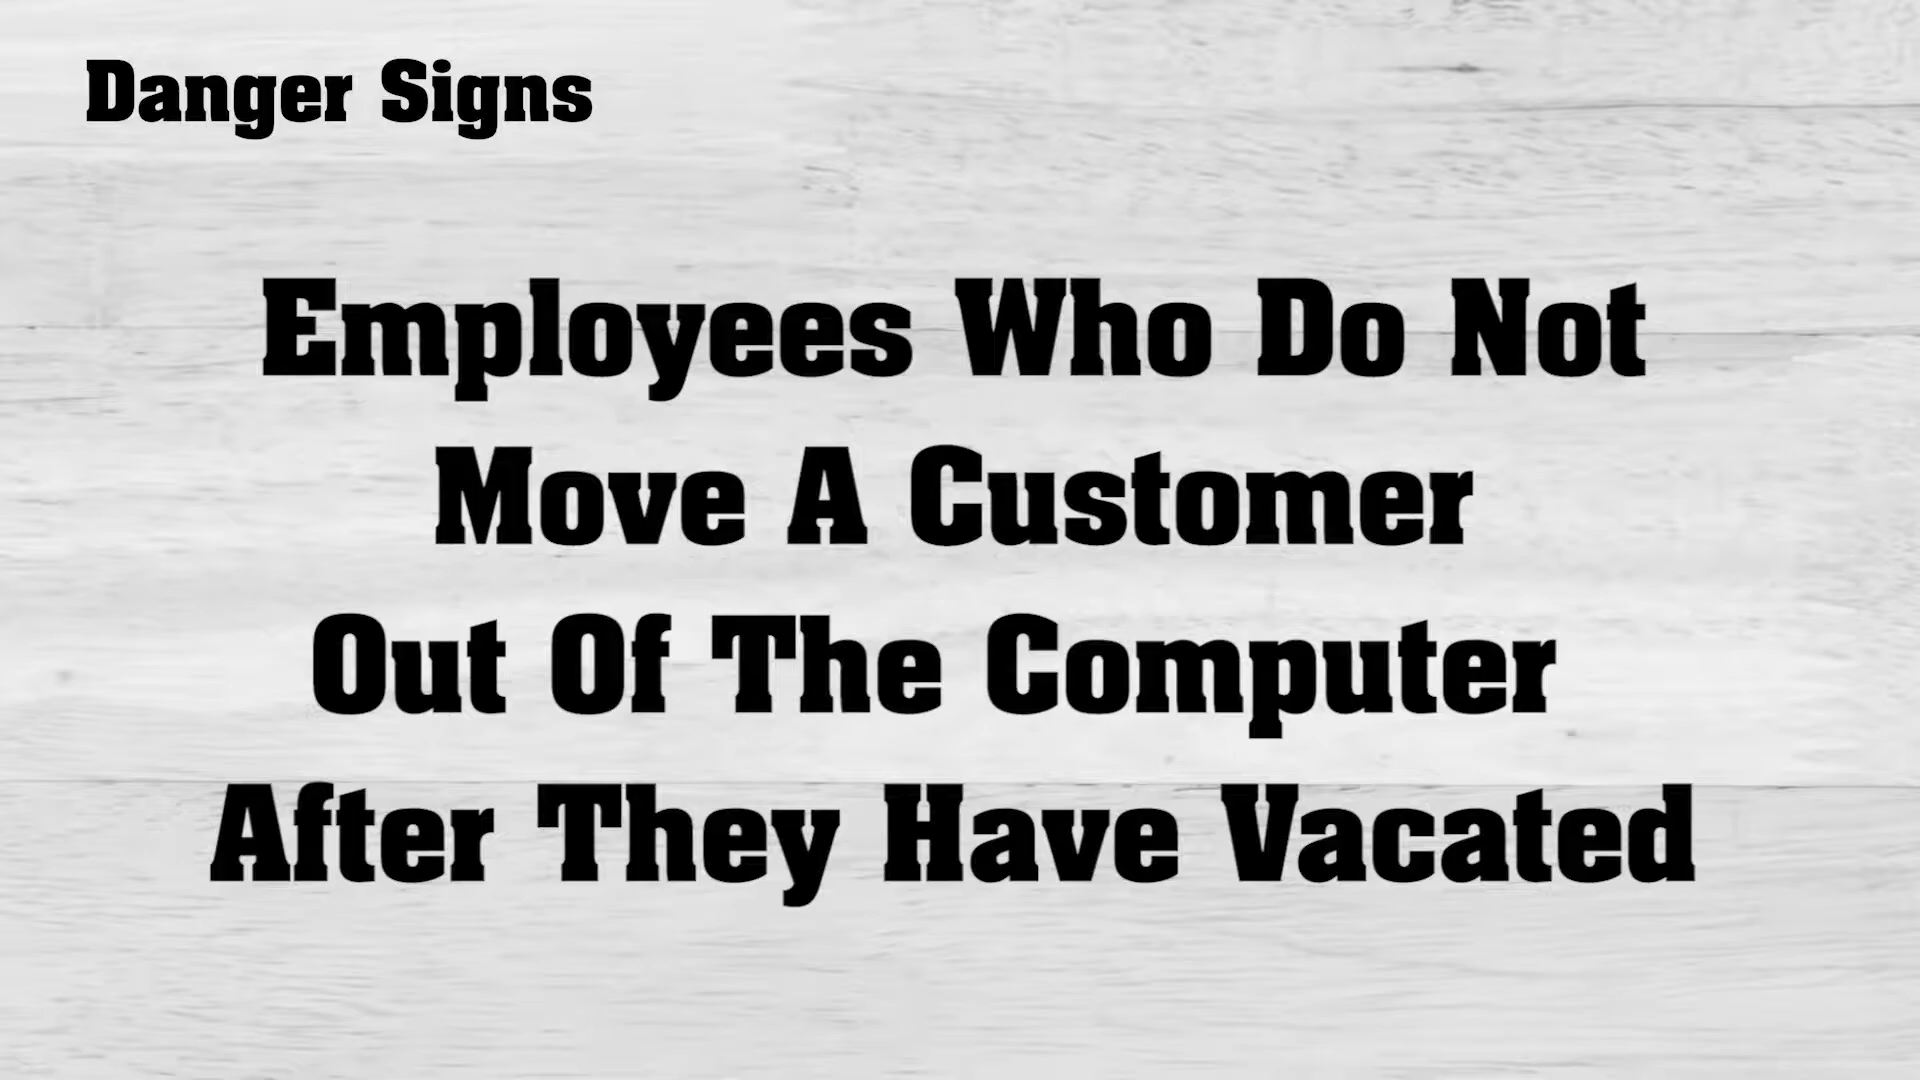 Danger Signs
Employees Who Do Not
Move A Customer
Out Of The Computer
After They Have Vacated